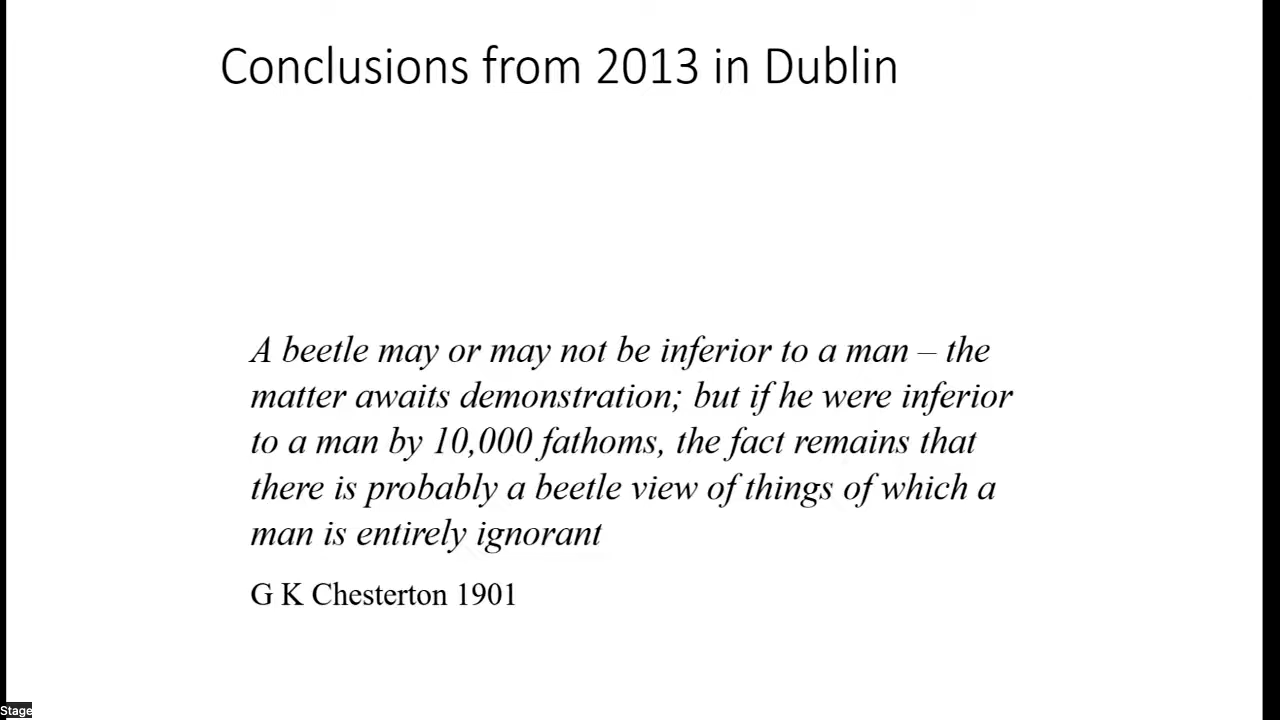 Conclusions from 2013 in Dublin
A beetle may or may not be inferior to a man – the
matter awaits demonstration; but if he were inferior
to a man by 10,000 fathoms, the fact remains that
there is probably a beetle view of things of which a
man is entirely ignorant
G K Chesterton 1901
Stage